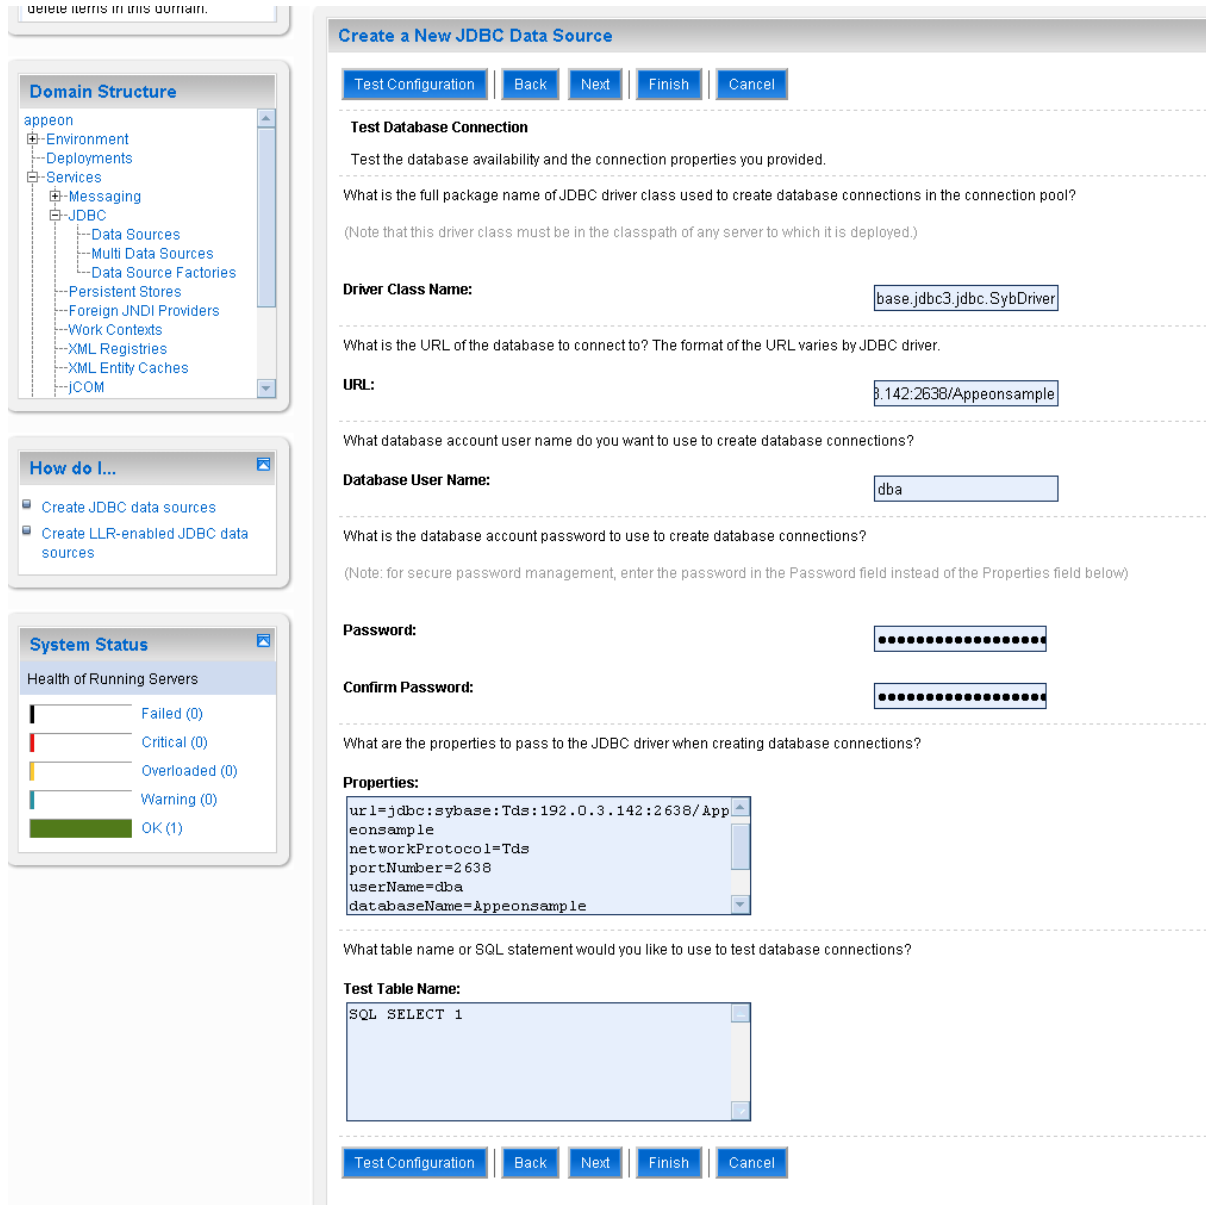 delete items in this domain.
Domain Structure
appeon
Environment
Deployments
Services
Messaging
JDBC
Data Sources
Multi Data Sources
Data Source Factories
Persistent Stores
Foreign JNDI Providers
Work Contexts
XML Registries
XML Entity Caches
jCOM
How do I...
Create JDBC data sources
Create LLR-enabled JDBC data
sources
System Status
Health of Running Servers
Failed (0)
Critical (0)
Overloaded (0)
Warning (0)
OK (1)
Create a New JDBC Data Source
Test Configuration Back Next Finish Cancel
Test Database Connection
Test the database availability and the connection properties you provided.
What is the full package name of JDBC driver class used to create database connections in the connection pool?
(Note that this driver class must be in the classpath of any server to which it is deployed.)
Driver Class Name: base.jdbc3.jdbc.SybDriver
What is the URL of the database to connect to? The format of the URL varies by JDBC driver.
URL: 3.142:2638/Appeonsample
What database account user name do you want to use to create database connections?
Database User Name: dba
What is the database account password to use to create database connections?
(Note: for secure password management, enter the password in the Password field instead of the Properties field below)
Password: ••••••••••••••••••
Confirm Password: ••••••••••••••••••
What are the properties to pass to the JDBC driver when creating database connections?
Properties:
url=jdbc:sybase:Tds:192.0.3.142:2638/App
eonsample
networkProtocol=Tds
portNumber=2638
userName=dba
databaseName=Appeonsample
What table name or SQL statement would you like to use to test database connections?
Test Table Name:
SQL SELECT 1
Test Configuration Back Next Finish Cancel